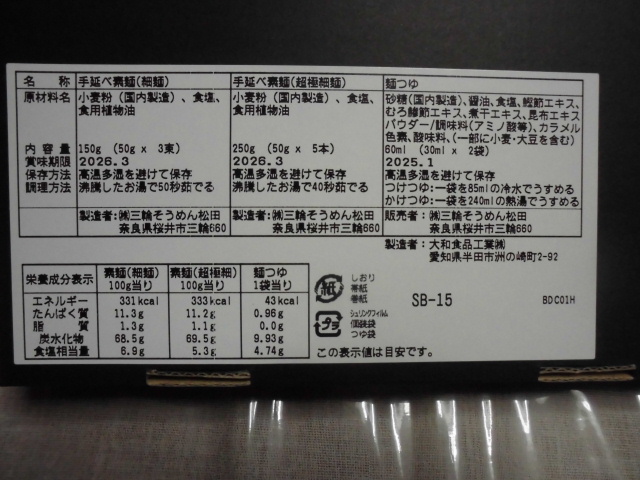 名 称 手延べ素麺(細麺) 手延べ素麺(超極細麺) 麺つゆ
原材料名 小麦粉（国内製造）、食塩、 小麦粉（国内製造）、食塩、 砂糖(国内製造)、醤油、食塩、鰹節エキス、
食用植物油 食用植物油 むろ鯵節エキス、煮干エキス、昆布エキス
パウダー/調味料(アミノ酸等)、カラメル
色素、酸味料、(一部に小麦・大豆を含む)
内 容 量 150g (50g x 3束) 250g (50g x 5本) 60ml (30ml x 2袋)
賞味期限 2026.3 2026.3 2025.1
保存方法 高温多湿を避けて保存 高温多湿を避けて保存 高温多湿を避けて保存
調理方法 沸騰したお湯で50秒茹でる 沸騰したお湯で40秒茹でる つけつゆ:一袋を85mlの冷水でうすめる
かけつゆ:一袋を240mlの熱湯でうすめる
製造者:㈱三輪そうめん松田 製造者:㈱三輪そうめん松田 販売者：㈱三輪そうめん松田
奈良県桜井市三輪660 奈良県桜井市三輪660 奈良県桜井市三輪660
製造者：大和食品工業㈱
愛知県半田市州の崎町2-92
栄養成分表示 素麺(細麺) 素麺(超極細) 麺つゆ
100g当り 100g当り 1袋当り
エネルギー 331kcal 333kcal 43kcal
たんぱく質 11.3g 11.2g 0.96g
脂 質 1.3g 1.1g 0.0g
炭水化物 68.5g 69.5g 9.93g
食塩相当量 6.9g 5.3g 4.74g
紙 しおり
帯紙
巻紙
プラ シュリンクフィルム
個装袋
つゆ袋
SB-15
BDC01H
この表示値は目安です。